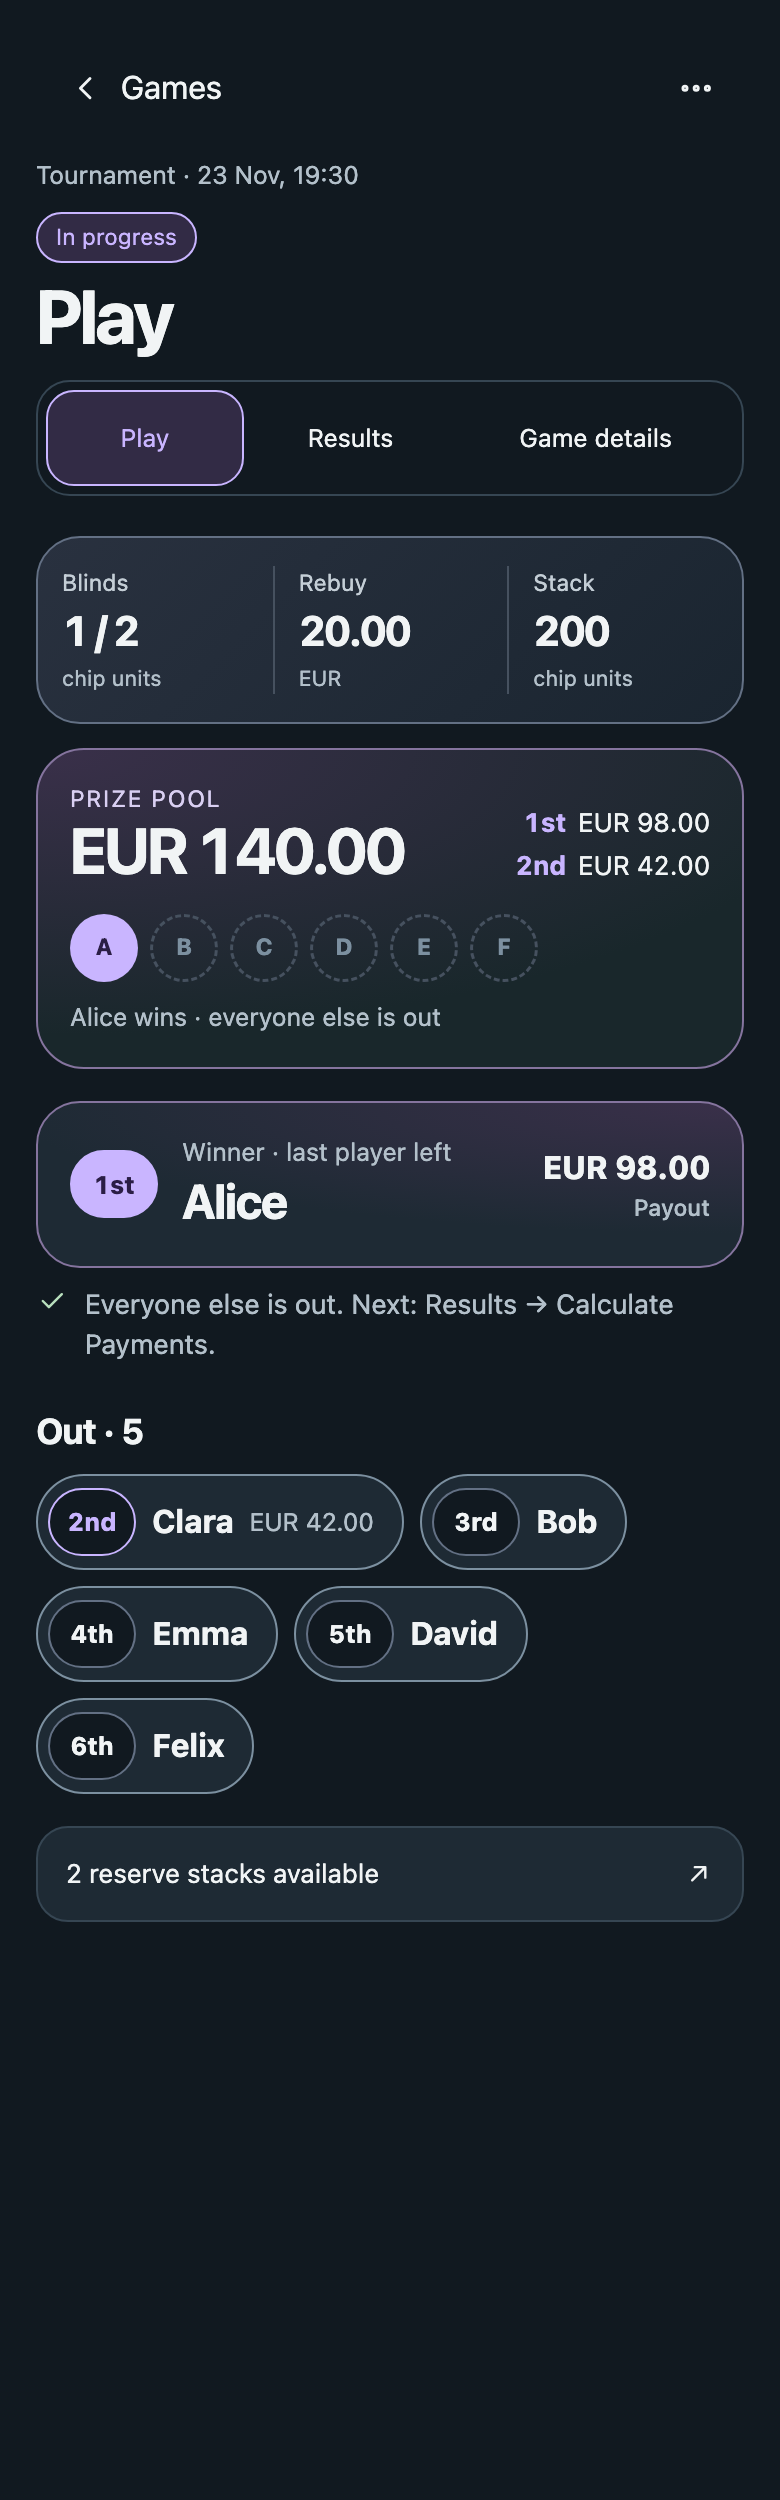 Games
Tournament · 23 Nov, 19:30
In progress
Play
Play
Results
Game details
Blinds
1 / 2
chip units
Rebuy
20.00
EUR
Stack
200
chip units
PRIZE POOL
EUR 140.00
1st EUR 98.00
2nd EUR 42.00
A B C D E F
Alice wins · everyone else is out
1st
Winner · last player left
Alice
EUR 98.00
Payout
Everyone else is out. Next: Results → Calculate
Payments.
Out · 5
2nd Clara EUR 42.00
3rd Bob
4th Emma
5th David
6th Felix
2 reserve stacks available